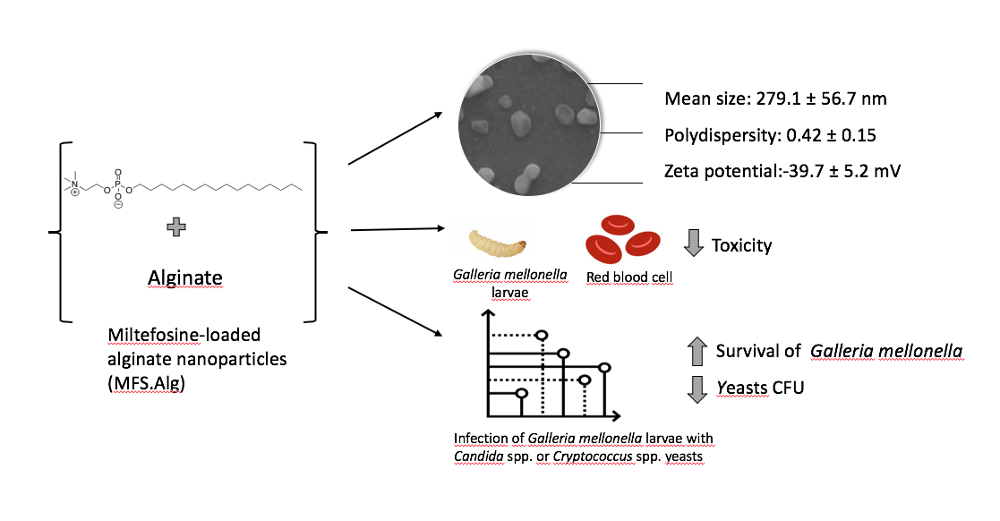 N
⊕
O
P
O
O
O
⊖
Alginate
Miltefosine-loaded
alginate nanoparticles
(MFS.Alg)
Mean size: 279.1 ± 56.7 nm
Polydispersity: 0.42 ± 0.15
Zeta potential:-39.7 ± 5.2 mV
Galleria mellonella
larvae
Red blood cell
Toxicity
Survival of Galleria mellonella
Yeasts CFU
Infection of Galleria mellonella larvae with
Candida spp. or Cryptococcus spp. yeasts